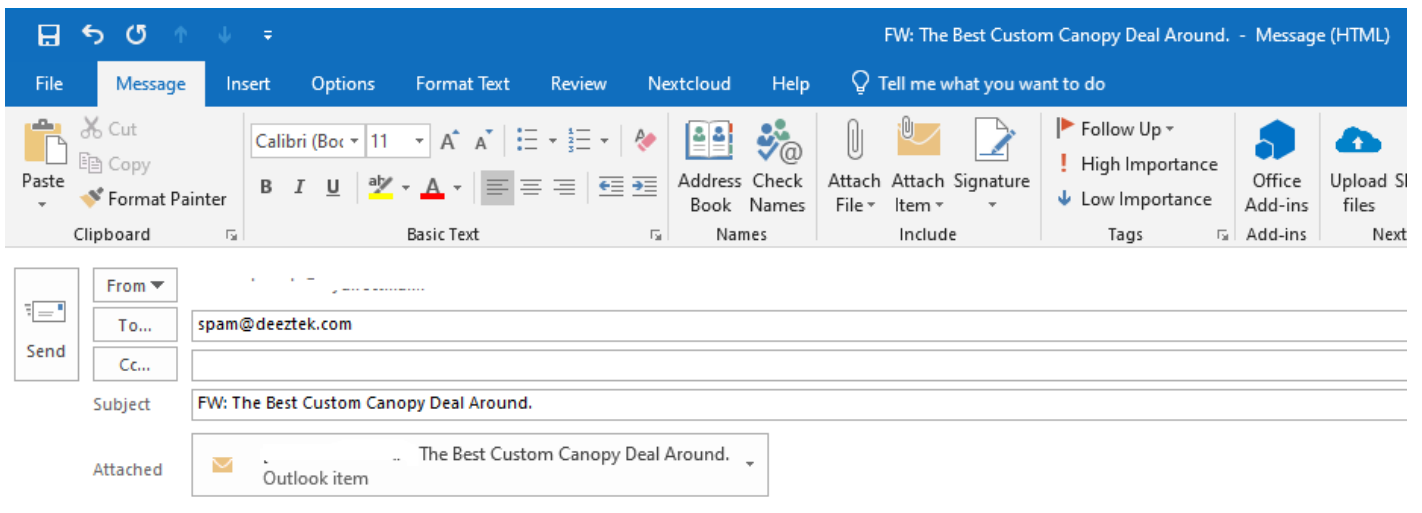 FW: The Best Custom Canopy Deal Around. - Message (HTML)
File Message Insert Options Format Text Review Nextcloud Help Tell me what you want to do
Paste
Cut
Copy
Format Painter
Clipboard
Calibri (Boc 11
B I U
Basic Text
Address Book
Check Names
Names
Attach File
Attach Item
Signature
Include
Follow Up
High Importance
Low Importance
Tags
Office Add-ins
Add-ins
Upload files
Send
From
To... spam@deeztek.com
Cc...
Subject FW: The Best Custom Canopy Deal Around.
Attached The Best Custom Canopy Deal Around.
Outlook item